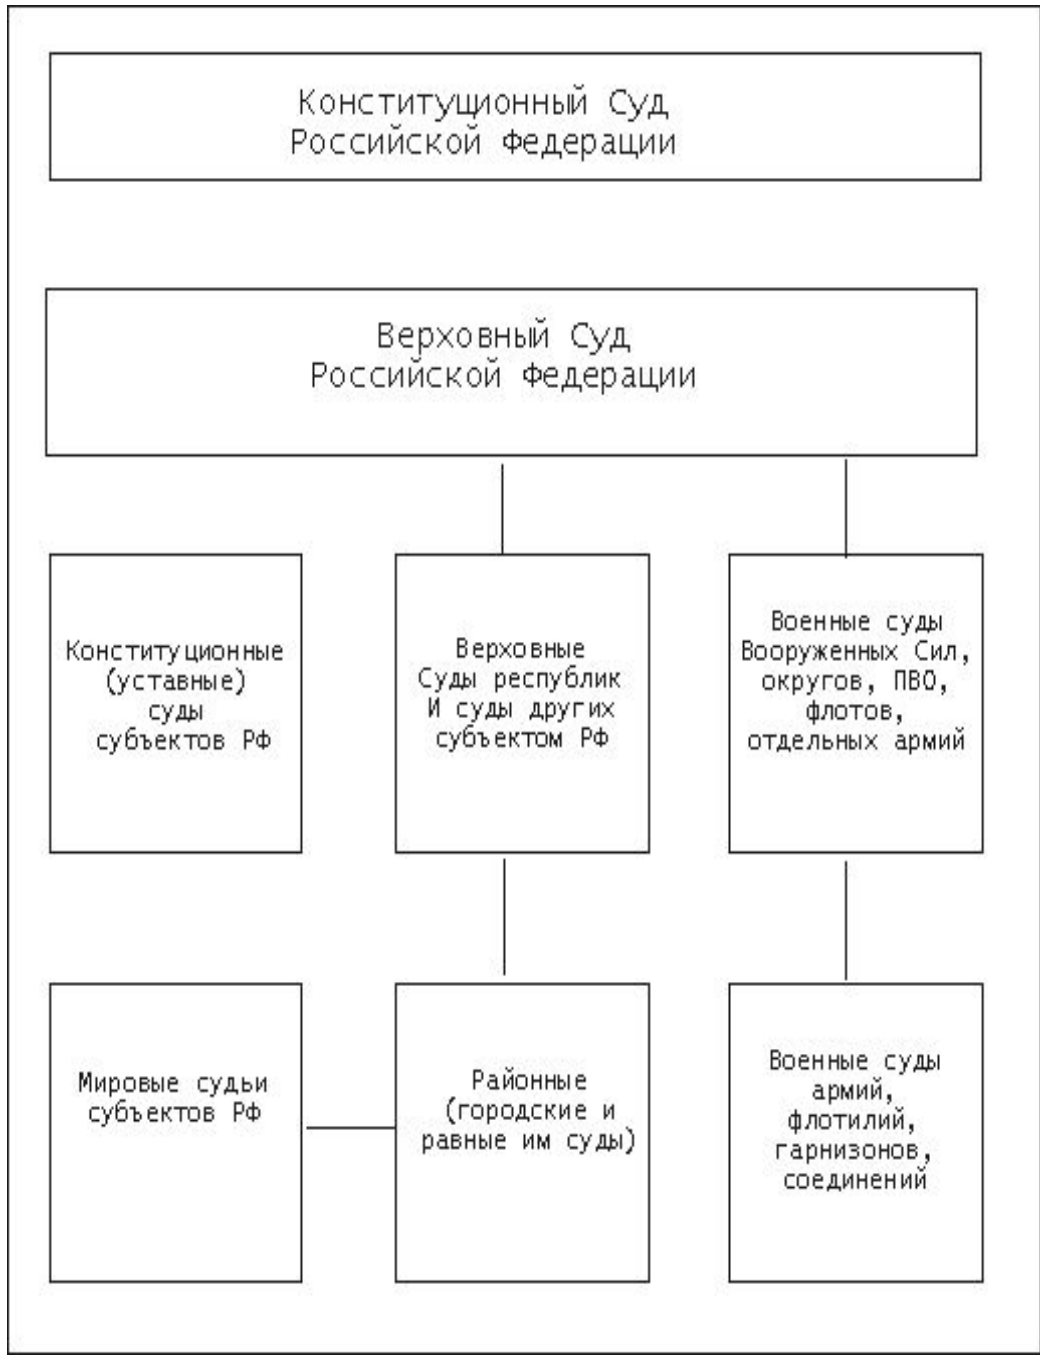 Конституционный Суд
Российской Федерации
Верховный Суд
Российской Федерации
Конституционные
(уставные)
суды
субъектов РФ
Верховные
Суды республик
И суды других
субъектом РФ
Военные суды
Вооруженных Сил,
округов, ПВО,
флотов,
отдельных армий
Мировые судьи
субъектов РФ
Районные
(городские и
равные им суды)
Военные суды
армий,
флотилий,
гарнизонов,
соединений